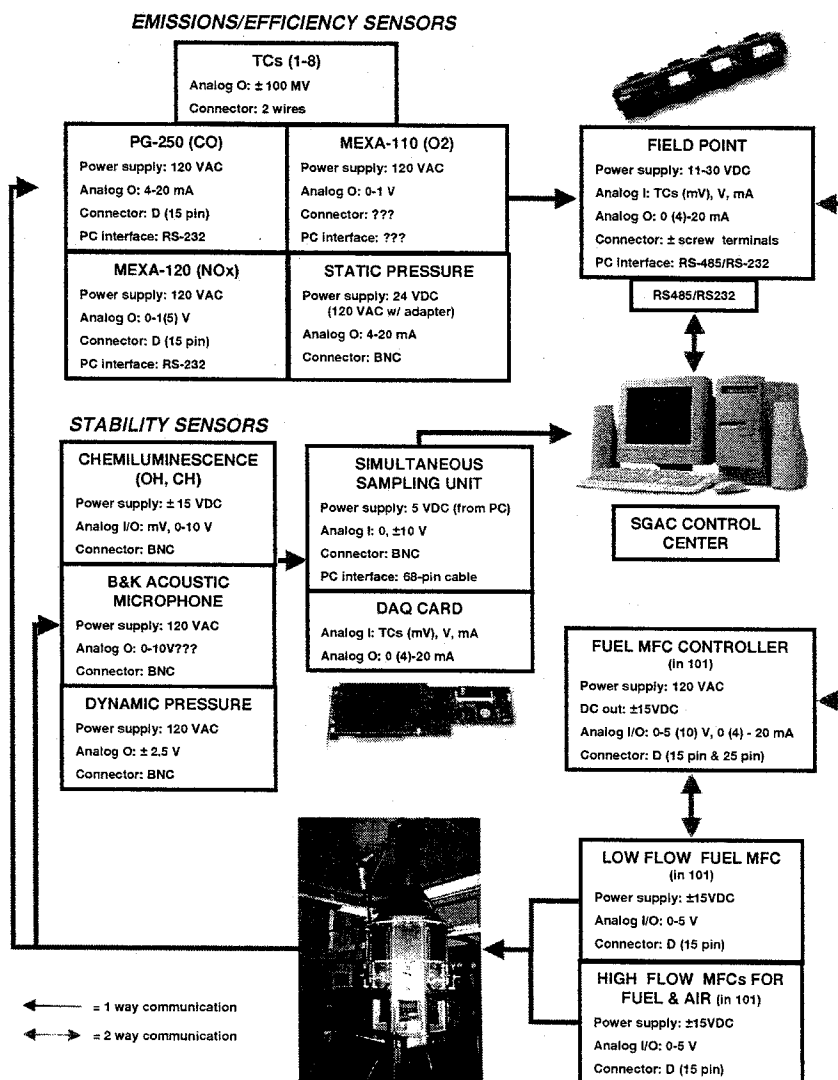 EMISSIONS/EFFICIENCY SENSORS
TCs (1-8)
Analog O: ± 100 MV
Connector: 2 wires
PG-250 (CO)
Power supply: 120 VAC
Analog O: 4-20 mA
Connector: D (15 pin)
PC interface: RS-232
MEXA-110 (O2)
Power supply: 120 VAC
Analog O: 0-1 V
Connector: ???
PC interface: ???
MEXA-120 (NOx)
Power supply: 120 VAC
Analog O: 0-1(5) V
Connector: D (15 pin)
PC interface: RS-232
STATIC PRESSURE
Power supply: 24 VDC
(120 VAC w/ adapter)
Analog O: 4-20 mA
Connector: BNC
FIELD POINT
Power supply: 11-30 VDC
Analog I: TCs (mV), V, mA
Analog O: 0 (4)-20 mA
Connector: ± screw terminals
PC interface: RS-485/RS-232
RS485/RS232
SGAC CONTROL
CENTER
STABILITY SENSORS
CHEMILUMINESCENCE
(OH, CH)
Power supply: ± 15 VDC
Analog I/O: mV, 0-10 V
Connector: BNC
B&K ACOUSTIC
MICROPHONE
Power supply: 120 VAC
Analog O: 0-10V???
Connector: BNC
DYNAMIC PRESSURE
Power supply: 120 VAC
Analog O: ± 2,5 V
Connector: BNC
SIMULTANEOUS
SAMPLING UNIT
Power supply: 5 VDC (from PC)
Analog I: 0, ±10 V
Connector: BNC
PC interface: 68-pin cable
DAQ CARD
Analog I: TCs (mV), V, mA
Analog O: 0 (4)-20 mA
FUEL MFC CONTROLLER
(in 101)
Power supply: 120 VAC
DC out: ±15VDC
Analog I/O: 0-5 (10) V, 0 (4) - 20 mA
Connector: D (15 pin & 25 pin)
LOW FLOW FUEL MFC
(in 101)
Power supply: ±15VDC
Analog I/O: 0-5 V
Connector: D (15 pin)
HIGH FLOW MFCs FOR
FUEL & AIR (in 101)
Power supply: ±15VDC
Analog I/O: 0-5 V
Connector: D (15 pin)
= 1 way communication
= 2 way communication